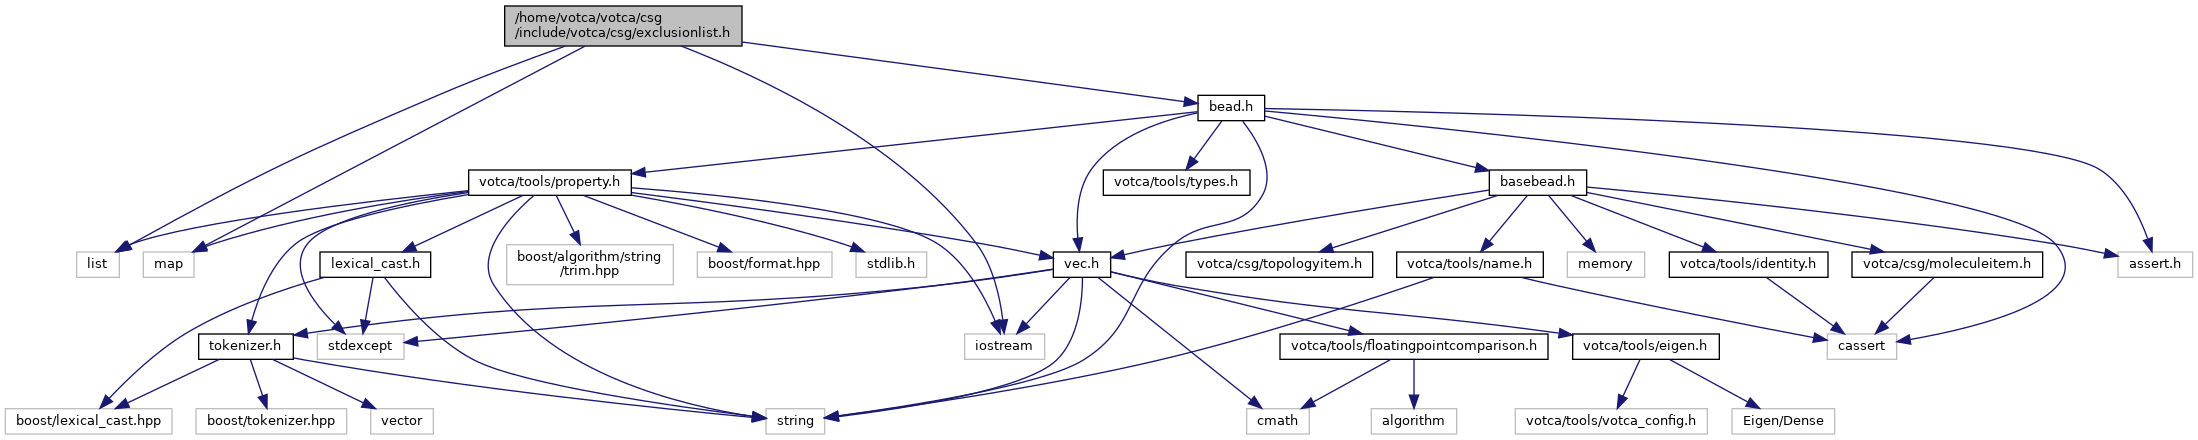 /home/votca/votca/csg
/include/votca/csg/exclusionlist.h
bead.h
votca/tools/property.h
votca/tools/types.h
basebead.h
list
map
lexical_cast.h
boost/algorithm/string
/trim.hpp
boost/format.hpp
stdlib.h
vec.h
votca/csg/topologyitem.h
votca/tools/name.h
memory
votca/tools/identity.h
votca/csg/moleculeitem.h
assert.h
tokenizer.h
stdexcept
iostream
votca/tools/floatingpointcomparison.h
votca/tools/eigen.h
cassert
boost/lexical_cast.hpp
boost/tokenizer.hpp
vector
string
cmath
algorithm
votca/tools/votca_config.h
Eigen/Dense